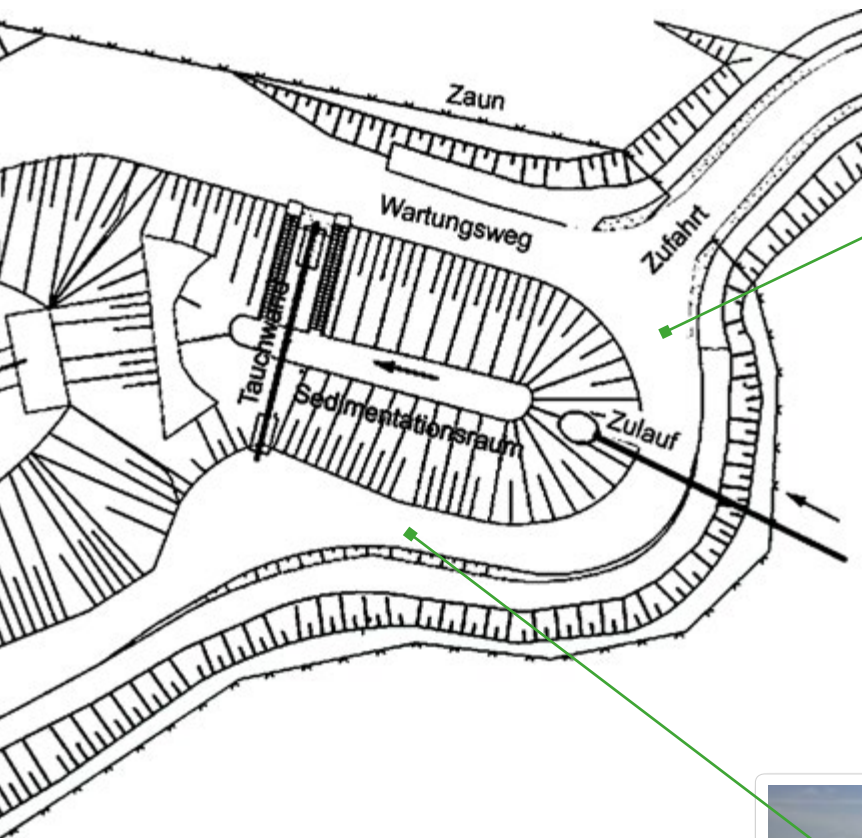 Zaun
Wartungsweg
Zufahrt
Tauchwand
Sedimentationsraum
Zulauf